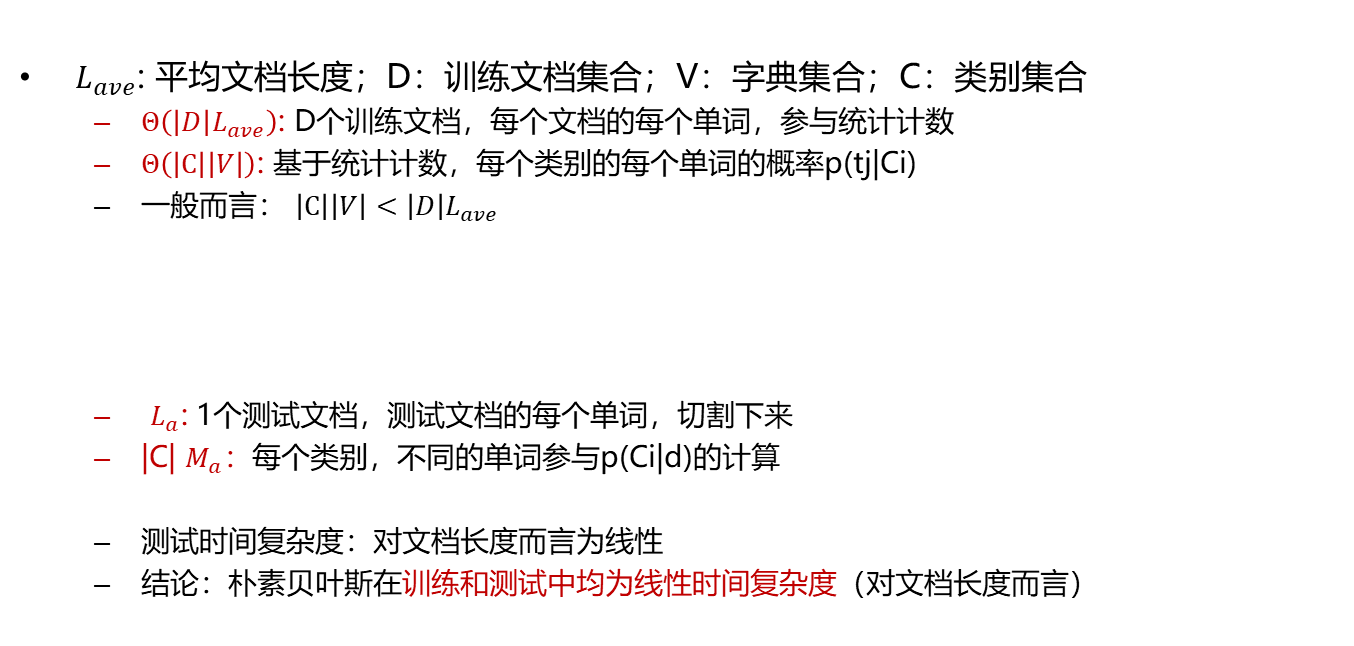 • L_ave: 平均文档长度；D：训练文档集合；V：字典集合；C：类别集合
– Θ(|D|L_ave): D个训练文档，每个文档的每个单词，参与统计计数
– Θ(|C||V|): 基于统计计数，每个类别的每个单词的概率p(tj|Ci)
– 一般而言： |C||V| < |D|L_ave
– L_a: 1个测试文档，测试文档的每个单词，切割下来
– |C| M_a：每个类别，不同的单词参与p(Ci|d)的计算
– 测试时间复杂度：对文档长度而言为线性
– 结论：朴素贝叶斯在训练和测试中均为线性时间复杂度（对文档长度而言）